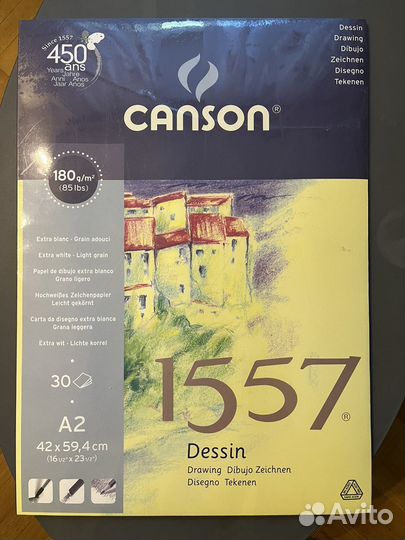 Since 1557
450 ans
Years Jahre
Anni Años
Jaar Anos
Dessin
Drawing
Dibujo
Zeichnen
Disegno
Tekenen
CANSON®
180 g/m²
(85 lbs)
Extra blanc - Grain adouci
Extra white - Light grain
Papel de dibujo extra blanco
Grano ligero
Hochweißes Zeichenpapier
Leicht gekörnt
Carta da disegno extra bianca
Grana leggera
Extra wit - Lichte korrel
30
A2
42 x 59,4 cm
(16 1/2" x 23 1/2")
1557®
Dessin
Drawing Dibujo Zeichnen
Disegno Tekenen
Avito